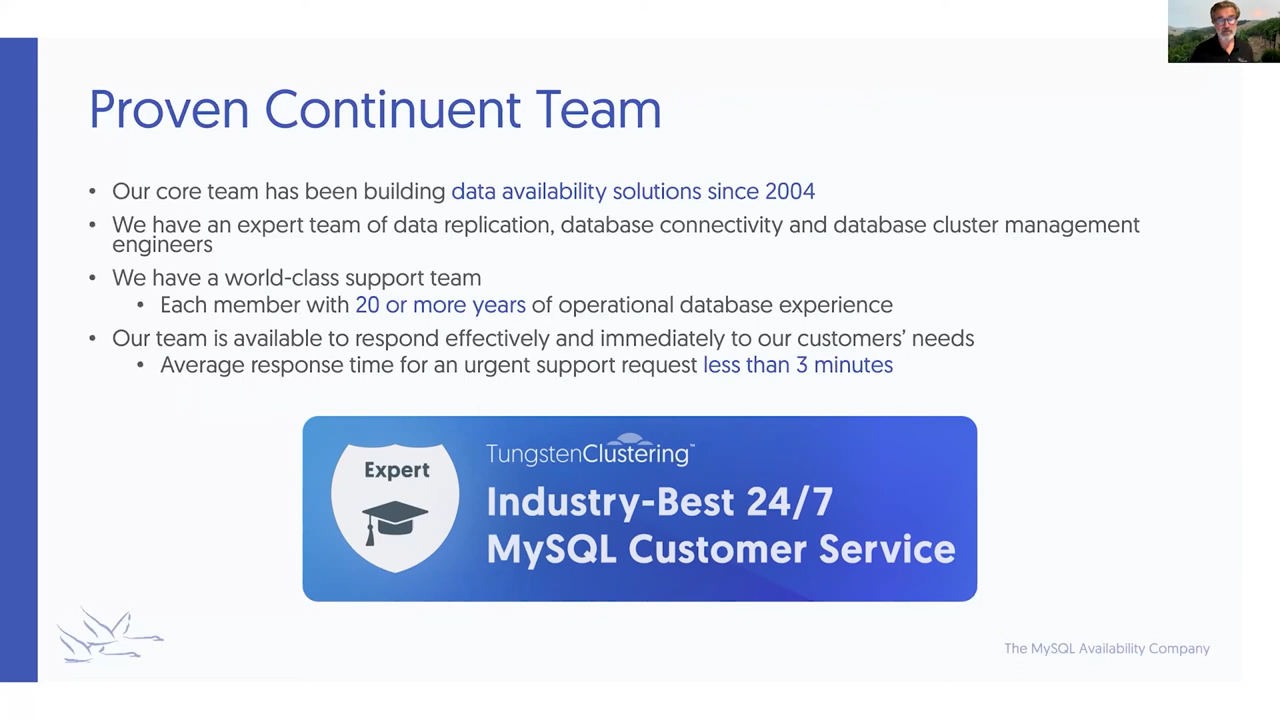 Proven Continuent Team
• Our core team has been building data availability solutions since 2004
• We have an expert team of data replication, database connectivity and database cluster management
engineers
• We have a world-class support team
• Each member with 20 or more years of operational database experience
• Our team is available to respond effectively and immediately to our customers’ needs
• Average response time for an urgent support request less than 3 minutes
Expert
TungstenClustering™
Industry-Best 24/7
MySQL Customer Service
The MySQL Availability Company